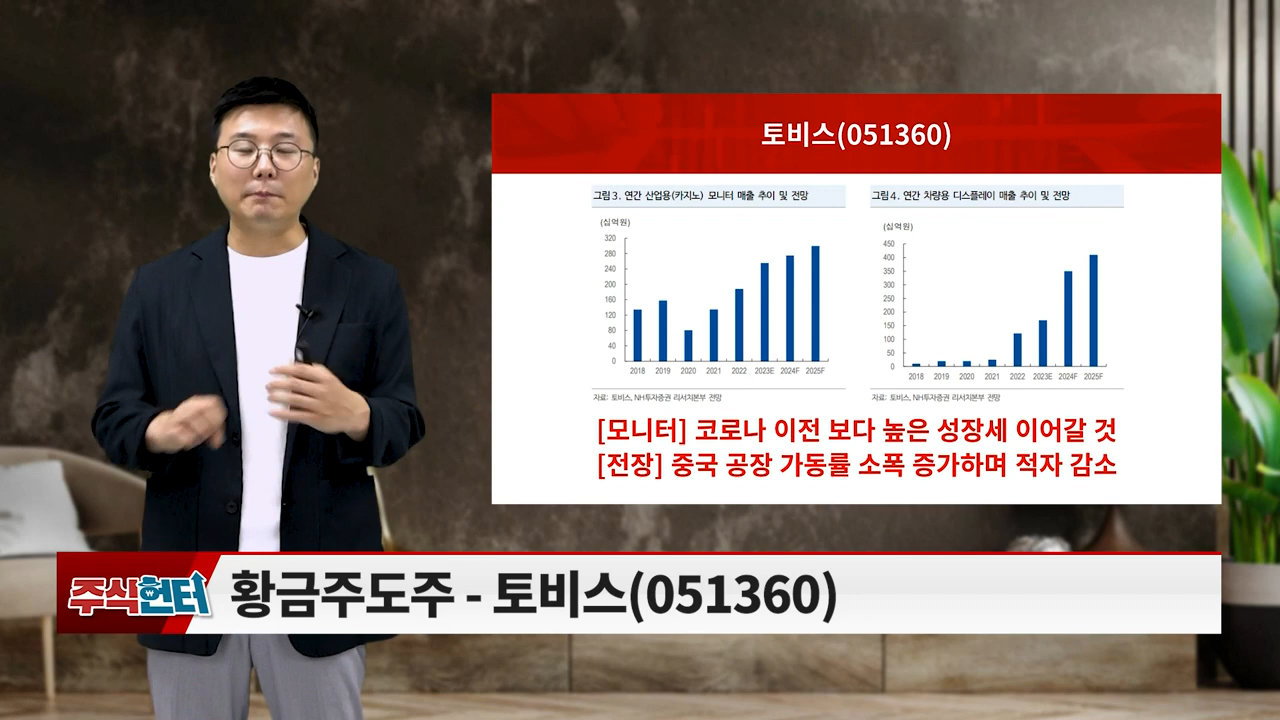 토비스(051360)
그림 3. 연간 산업용(카지노) 모니터 매출 추이 및 전망
(십억원)
320
280
240
200
160
120
80
40
0
2018 2019 2020 2021 2022 2023E 2024F 2025F
자료: 토비스, NH투자증권 리서치본부 전망
그림 4. 연간 차량용 디스플레이 매출 추이 및 전망
(십억원)
450
400
350
300
250
200
150
100
50
0
2018 2019 2020 2021 2022 2023E 2024F 2025F
자료: 토비스, NH투자증권 리서치본부 전망
[모니터] 코로나 이전 보다 높은 성장세 이어갈 것
[전장] 중국 공장 가동률 소폭 증가하며 적자 감소
주식헌터
황금주도주 - 토비스(051360)